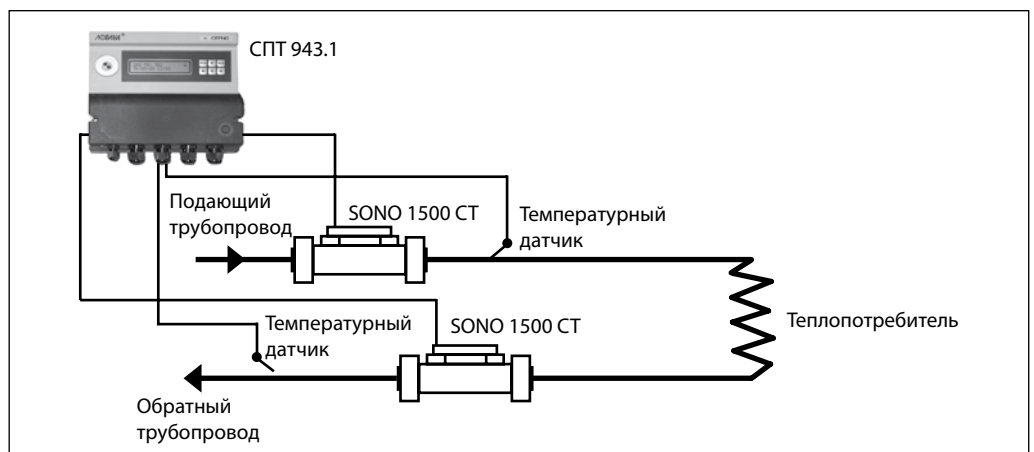 ЛОГИКА
СПТ 943.1
Подающий
трубопровод
SONO 1500 CT
Температурный
датчик
Температурный
датчик
SONO 1500 CT
Теплопотребитель
Обратный
трубопровод